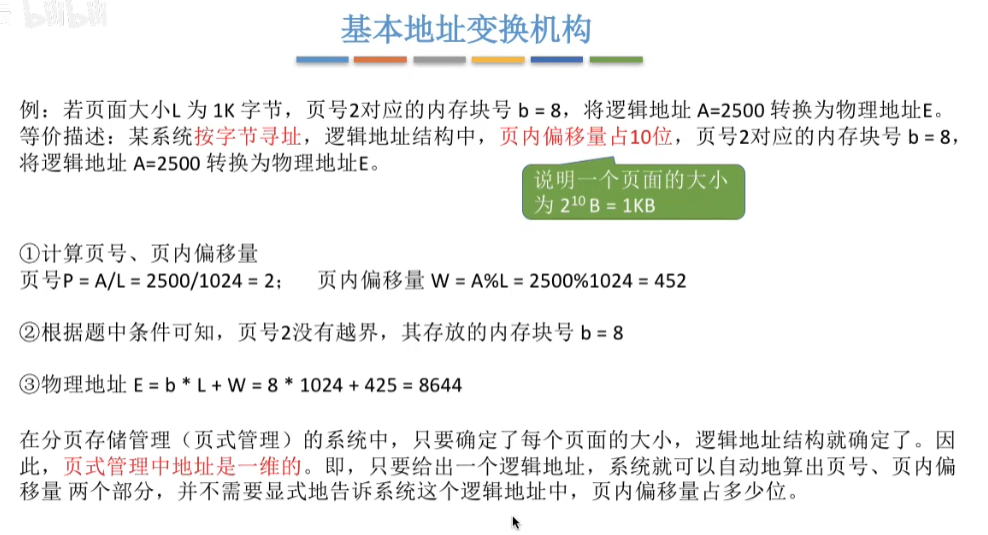 bilibili
基本地址变换机构
例：若页面大小L 为 1K 字节，页号2对应的内存块号 b = 8，将逻辑地址 A=2500 转换为物理地址E。
等价描述：某系统按字节寻址，逻辑地址结构中，页内偏移量占10位，页号2对应的内存块号 b = 8，
将逻辑地址 A=2500 转换为物理地址E。
说明一个页面的大小
为 2¹⁰ B = 1KB
①计算页号、页内偏移量
页号P = A/L = 2500/1024 = 2； 页内偏移量 W = A%L = 2500%1024 = 452
②根据题中条件可知，页号2没有越界，其存放的内存块号 b = 8
③物理地址 E = b * L + W = 8 * 1024 + 425 = 8644
在分页存储管理（页式管理）的系统中，只要确定了每个页面的大小，逻辑地址结构就确定了。因
此，页式管理中地址是一维的。即，只要给出一个逻辑地址，系统就可以自动地算出页号、页内偏
移量 两个部分，并不需要显式地告诉系统这个逻辑地址中，页内偏移量占多少位。